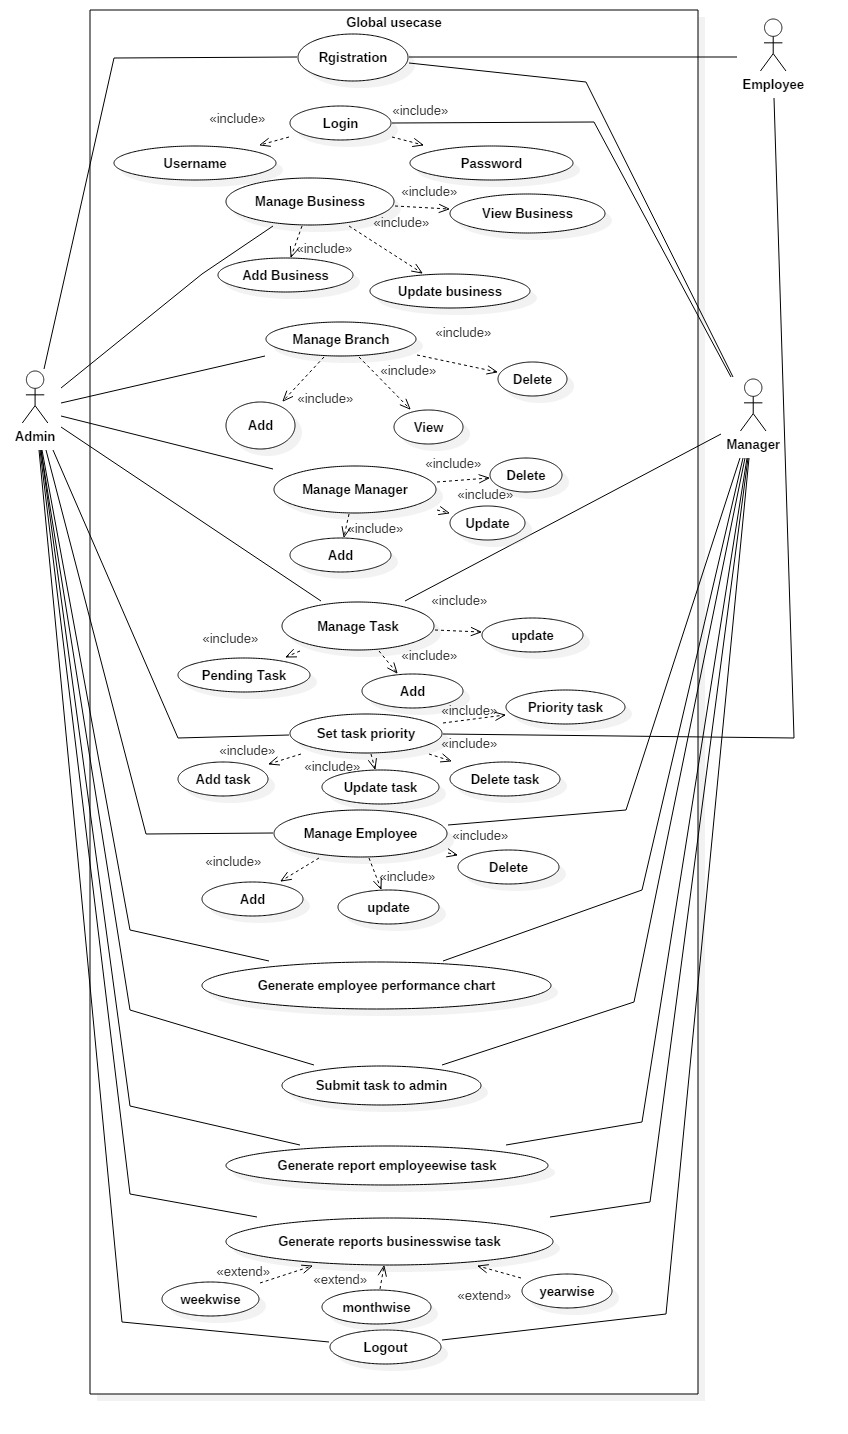 Global usecase
Rgistration
Employee
Login
«include»
«include»
Username
Password
Manage Business
«include»
View Business
«include»
«include»
Add Business
Update business
Manage Branch
«include»
«include»
Delete
«include»
Add
View
Admin
Manager
Manage Manager
«include»
Delete
«include»
Update
«include»
Add
Manage Task
«include»
update
«include»
«include»
Pending Task
Add
«include»
Priority task
Set task priority
«include»
«include»
«include»
Add task
Update task
Delete task
Manage Employee
«include»
«include»
Delete
«include»
Add
update
Generate employee performance chart
Submit task to admin
Generate report employeewise task
Generate reports businesswise task
«extend»
«extend»
«extend»
weekwise
monthwise
yearwise
Logout